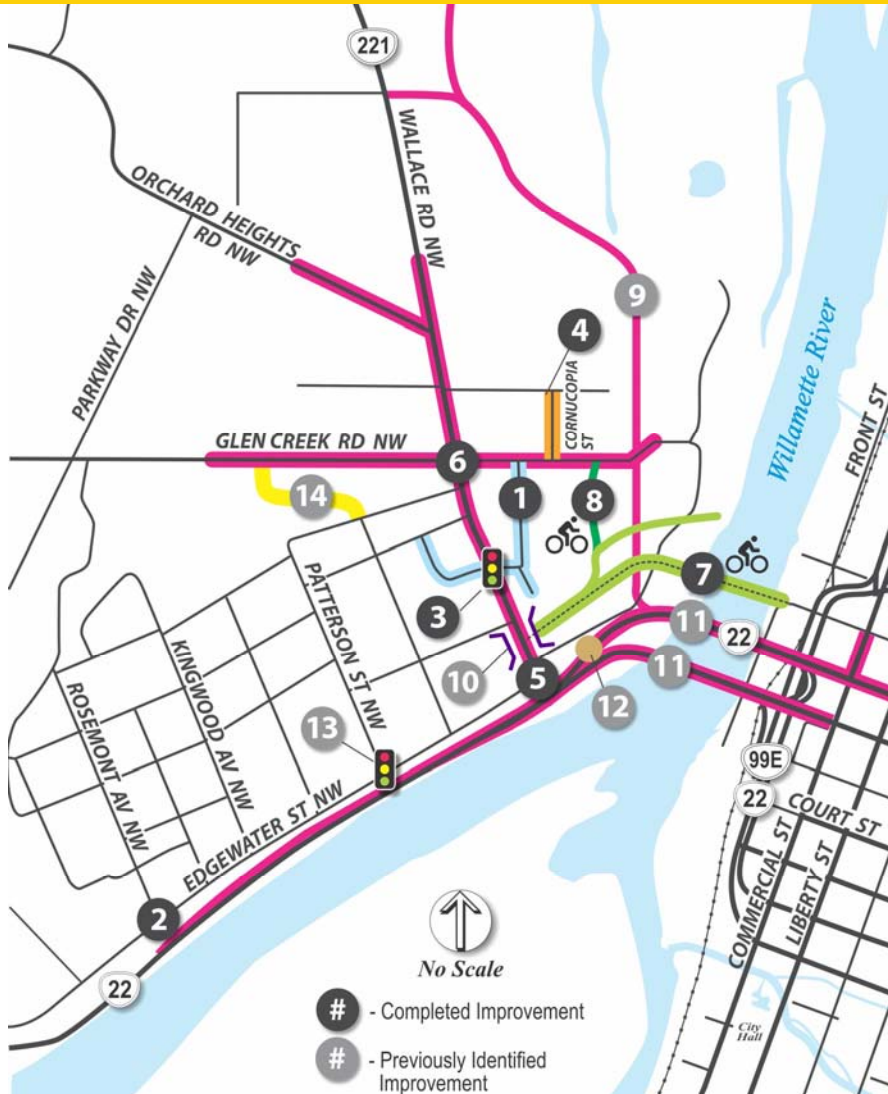 221
WALLACE RD NW
ORCHARD HEIGHTS
RD NW
PARKWAY DR NW
9
4
CORNUCOPIA
ST
Willamette River
FRONT ST
GLEN CREEK RD NW
6
14
1
8
7
3
PATTERSON ST NW
KINGWOOD AV NW
ROSEMONT AV NW
10
5
12
11
22
11
13
EDGEWATER ST NW
99E
22
COURT ST
COMMERCIAL ST
LIBERTY ST
2
22
No Scale
City
Hall
# - Completed Improvement
# - Previously Identified
Improvement